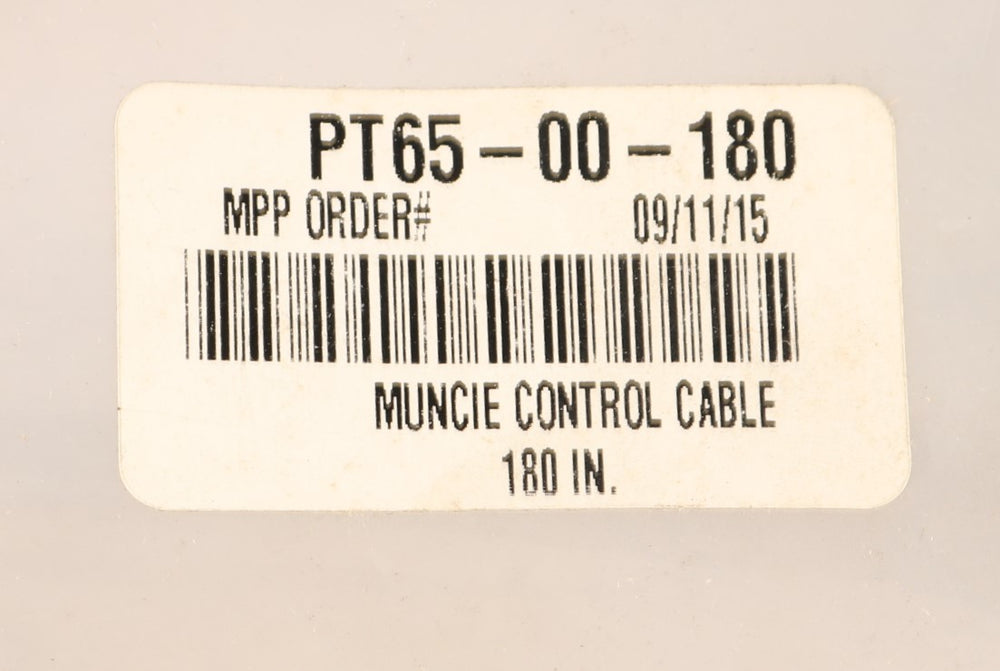 PT65-00-180
MPP ORDER# 09/11/15
MUNCIE CONTROL CABLE
180 IN.